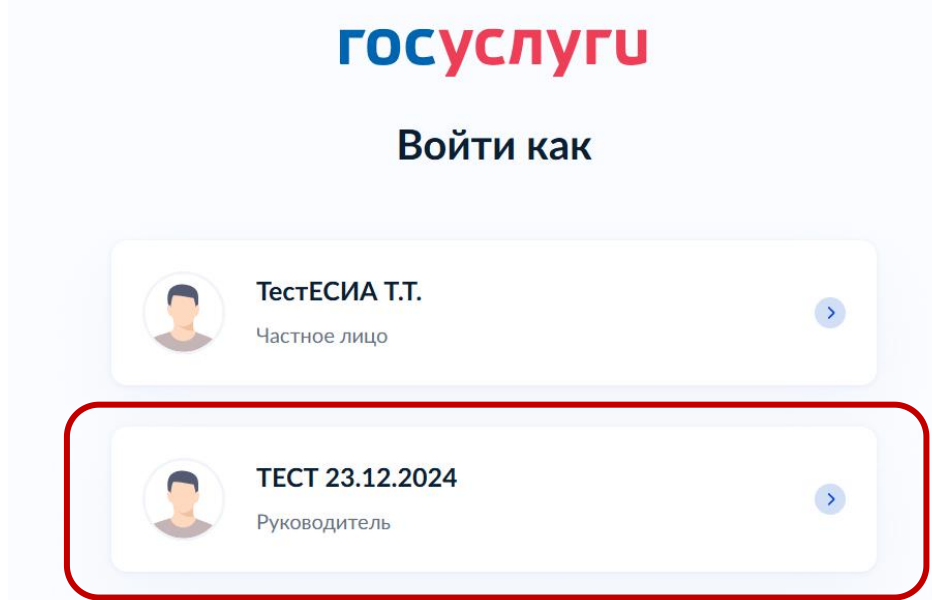 госуслуги
Войти как
ТестЕСИА Т.Т.
Частное лицо
ТЕСТ 23.12.2024
Руководитель